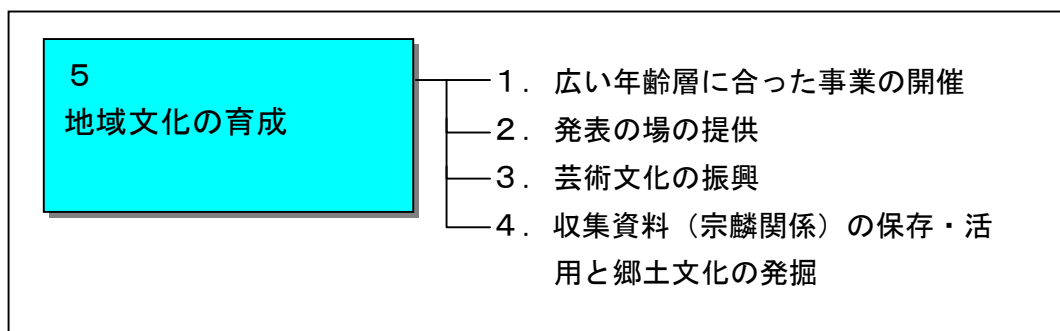 5
地域文化の育成
1. 広い年齢層に合った事業の開催
2. 発表の場の提供
3. 芸術文化の振興
4. 収集資料（宗麟関係）の保存・活
用と郷土文化の発掘